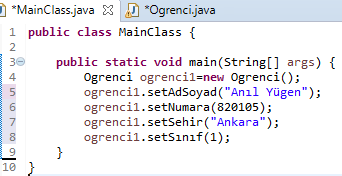 *MainClass.java *Ogrenci.java
1 public class MainClass {
2
3 public static void main(String[] args) {
4 Ogrenci ogrenci1=new Ogrenci();
5 ogrenci1.setAdSoyad("Anıl Yügen");
6 ogrenci1.setNumara(820105);
7 ogrenci1.setSehir("Ankara");
8 ogrenci1.setSınıf(1);
9 }
10 }